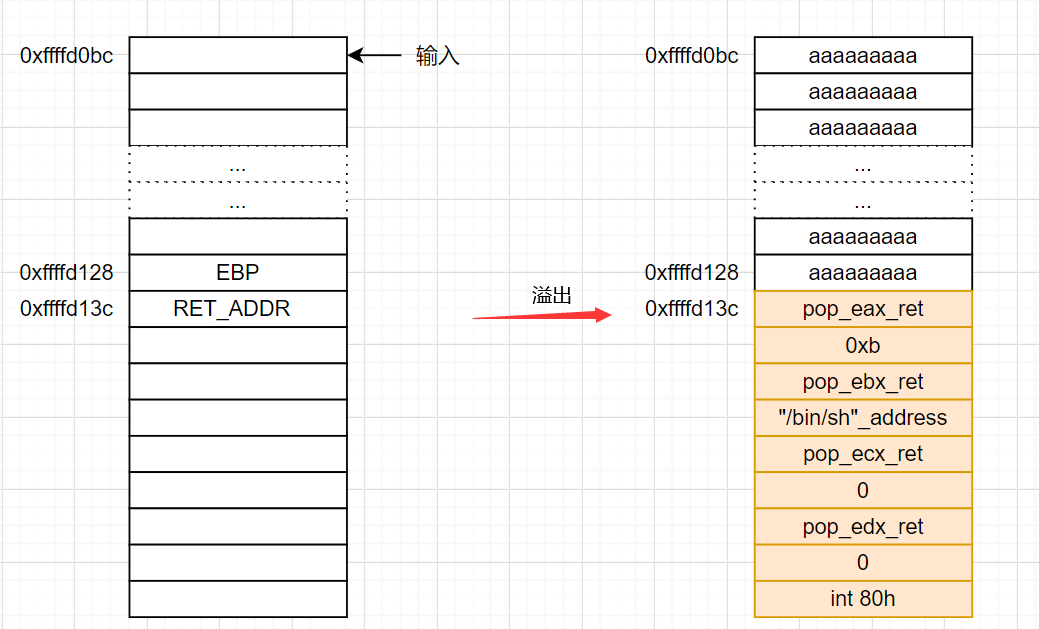 0xffffd0bc
输入
0xffffd0bc
aaaaaaaaa
aaaaaaaaa
aaaaaaaaa
...
...
...
...
aaaaaaaaa
0xffffd128
EBP
0xffffd128
aaaaaaaaa
0xffffd13c
RET_ADDR
溢出
0xffffd13c
pop_eax_ret
0xb
pop_ebx_ret
"/bin/sh"_address
pop_ecx_ret
0
pop_edx_ret
0
int 80h